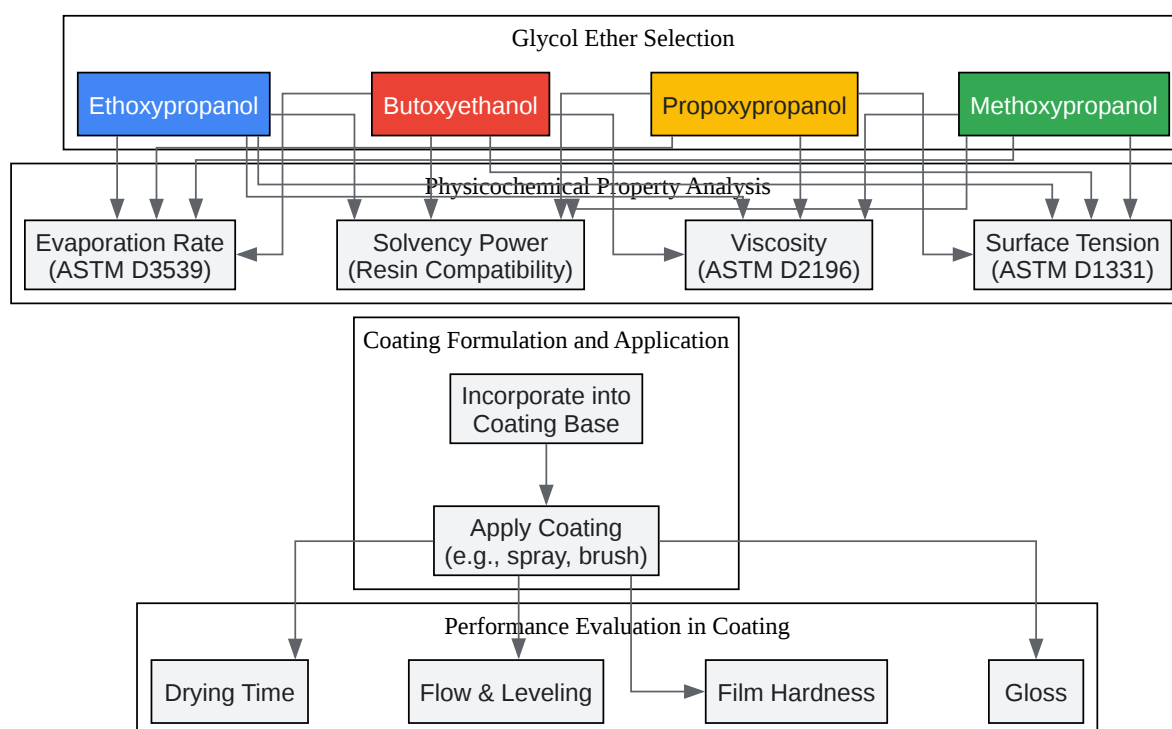 Glycol Ether Selection
Ethoxypropanol
Butoxyethanol
Propoxypropanol
Methoxypropanol
Physicochemical Property Analysis
Evaporation Rate
(ASTM D3539)
Solvency Power
(Resin Compatibility)
Viscosity
(ASTM D2196)
Surface Tension
(ASTM D1331)
Coating Formulation and Application
Incorporate into
Coating Base
Apply Coating
(e.g., spray, brush)
Performance Evaluation in Coating
Drying Time
Flow & Leveling
Film Hardness
Gloss